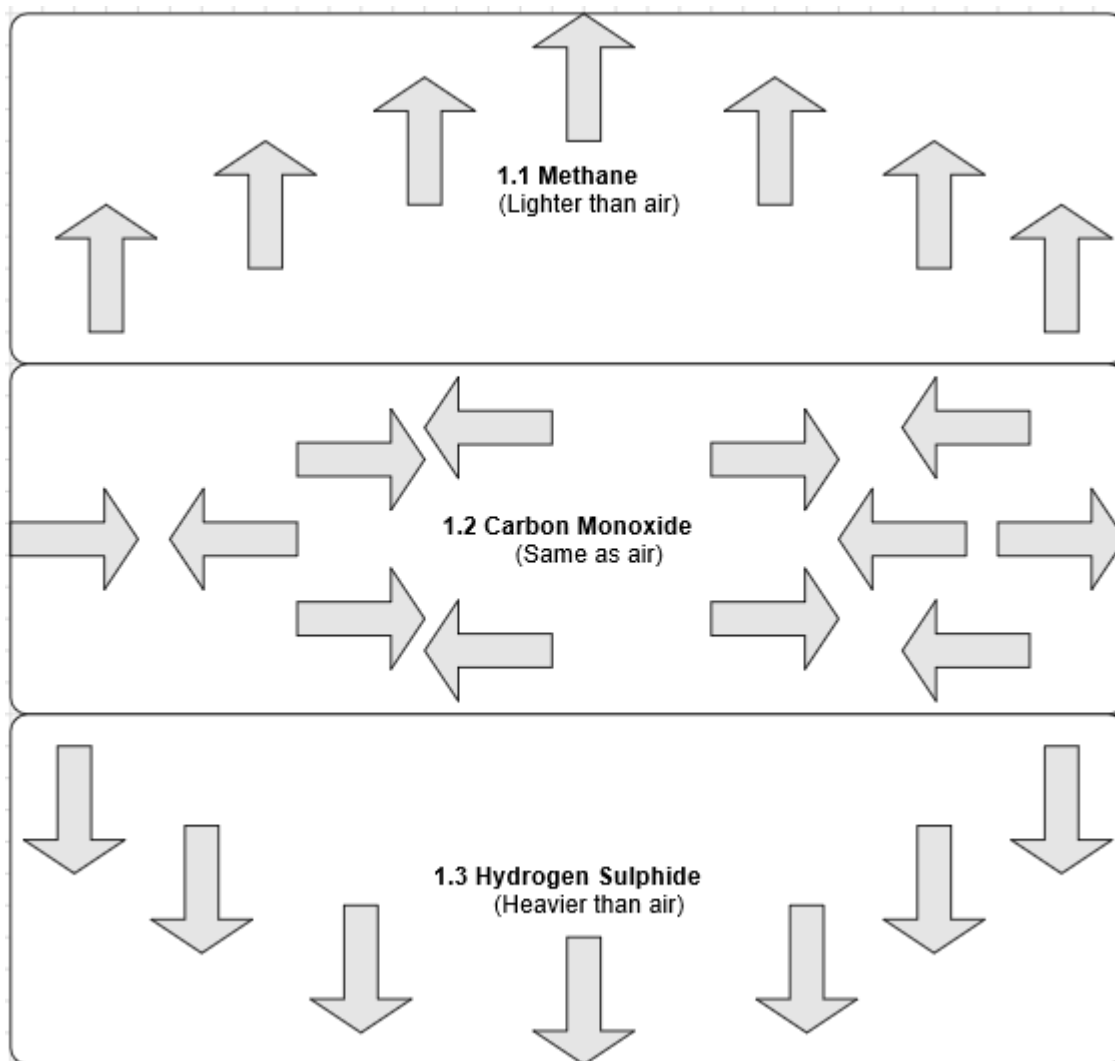 1.1 Methane
(Lighter than air)
1.2 Carbon Monoxide
(Same as air)
1.3 Hydrogen Sulphide
(Heavier than air)